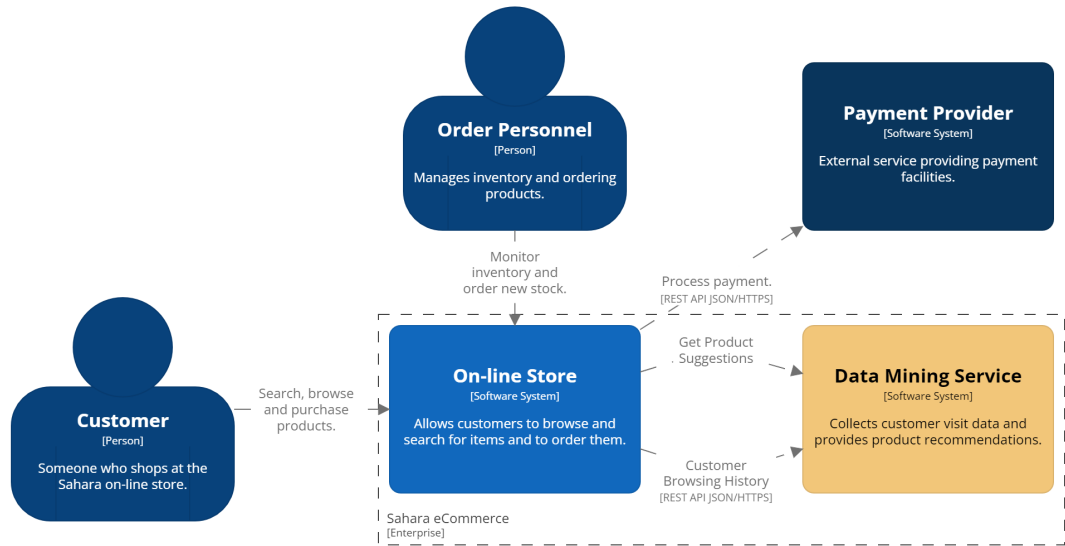 Order Personnel
[Person]
Manages inventory and ordering
products.
Payment Provider
[Software System]
External service providing payment
facilities.
Monitor
inventory and
order new stock.
Process payment.
[REST API JSON/HTTPS]
Customer
[Person]
Someone who shops at the
Sahara on-line store.
Search, browse
and purchase
products.
On-line Store
[Software System]
Allows customers to browse and
search for items and to order them.
Get Product
Suggestions
Customer
Browsing History
[REST API JSON/HTTPS]
Data Mining Service
[Software System]
Collects customer visit data and
provides product recommendations.
Sahara eCommerce
[Enterprise]